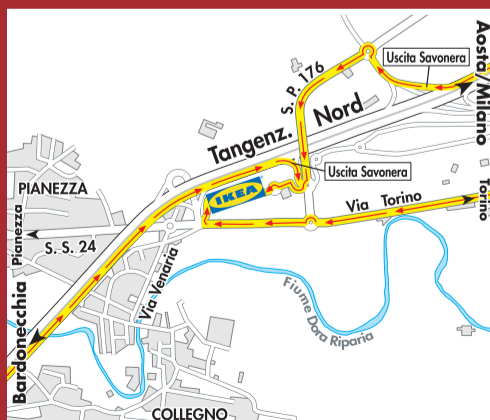 Aosta/Milano
Uscita Savonera
S. P. 176
Tangenz. Nord
Uscita Savonera
PIANEZZA
IKEA
Via Torino
Torino
Pianezza
S. S. 24
Via Venaria
Fiume Dora Riparia
Bardonecchia
COLLEGNO